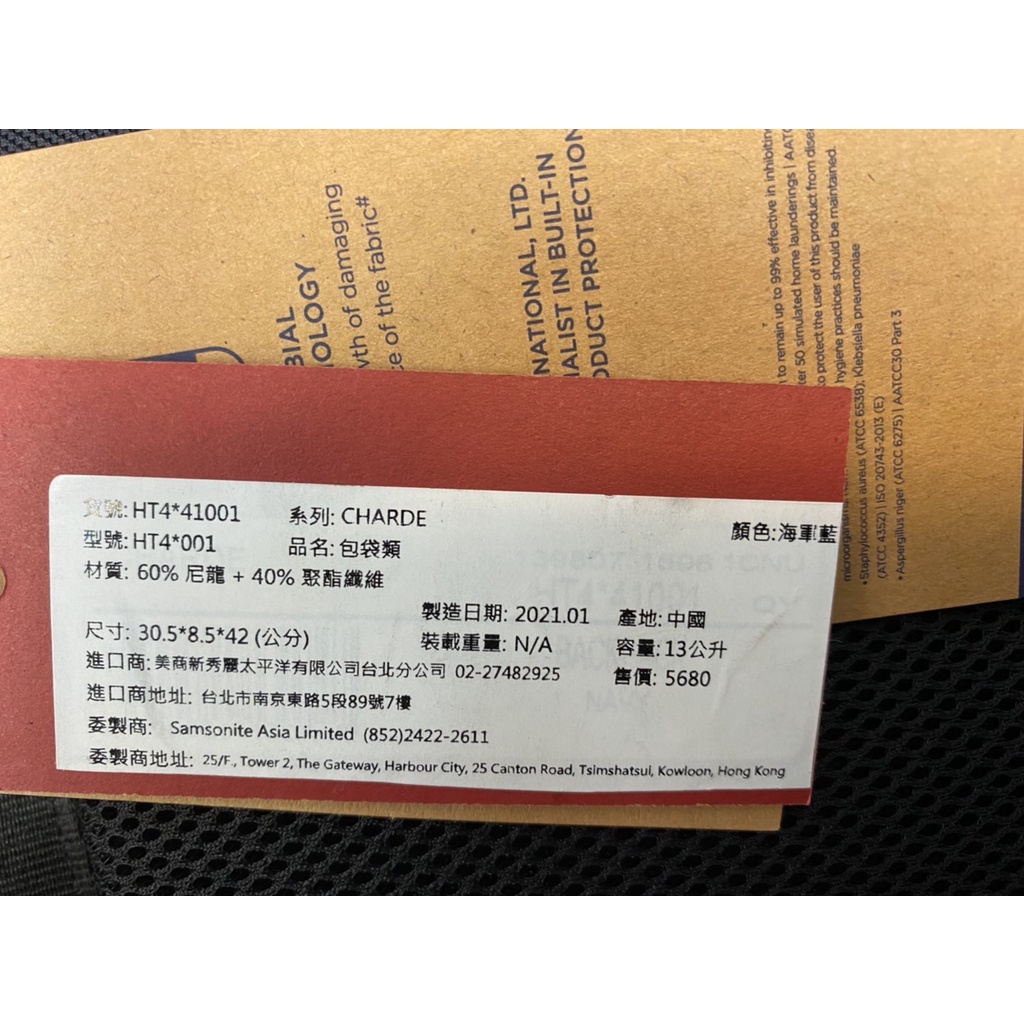 BIAL
OLOGY
wth of damaging
ce of the fabric#
NATIONAL, LTD.
IALIST IN BUILT-IN
ODUCT PROTECTION
to remain up to 99% effective in inhibiting
ter 50 simulated home launderings | AATC
to protect the user of this product from disea
hygiene practices should be maintained.
•Staphylococcus aureus (ATCC 6538); Klebsiella pneumoniae
(ATCC 4352) | ISO 20743-2013 (E)
•Aspergillus niger (ATCC 6275) | AATCC30 Part 3
貨號: HT4*41001 系列: CHARDE 顏色:海軍藍
型號: HT4*001 品名: 包袋類
材質: 60% 尼龍 + 40% 聚酯纖維
製造日期: 2021.01 產地: 中國
尺寸: 30.5*8.5*42 (公分) 裝載重量: N/A 容量: 13公升
進口商: 美商新秀麗太平洋有限公司台北分公司 02-27482925 售價: 5680
進口商地址: 台北市南京東路5段89號7樓
委製商: Samsonite Asia Limited (852)2422-2611
委製商地址: 25/F., Tower 2, The Gateway, Harbour City, 25 Canton Road, Tsimshatsui, Kowloon, Hong Kong